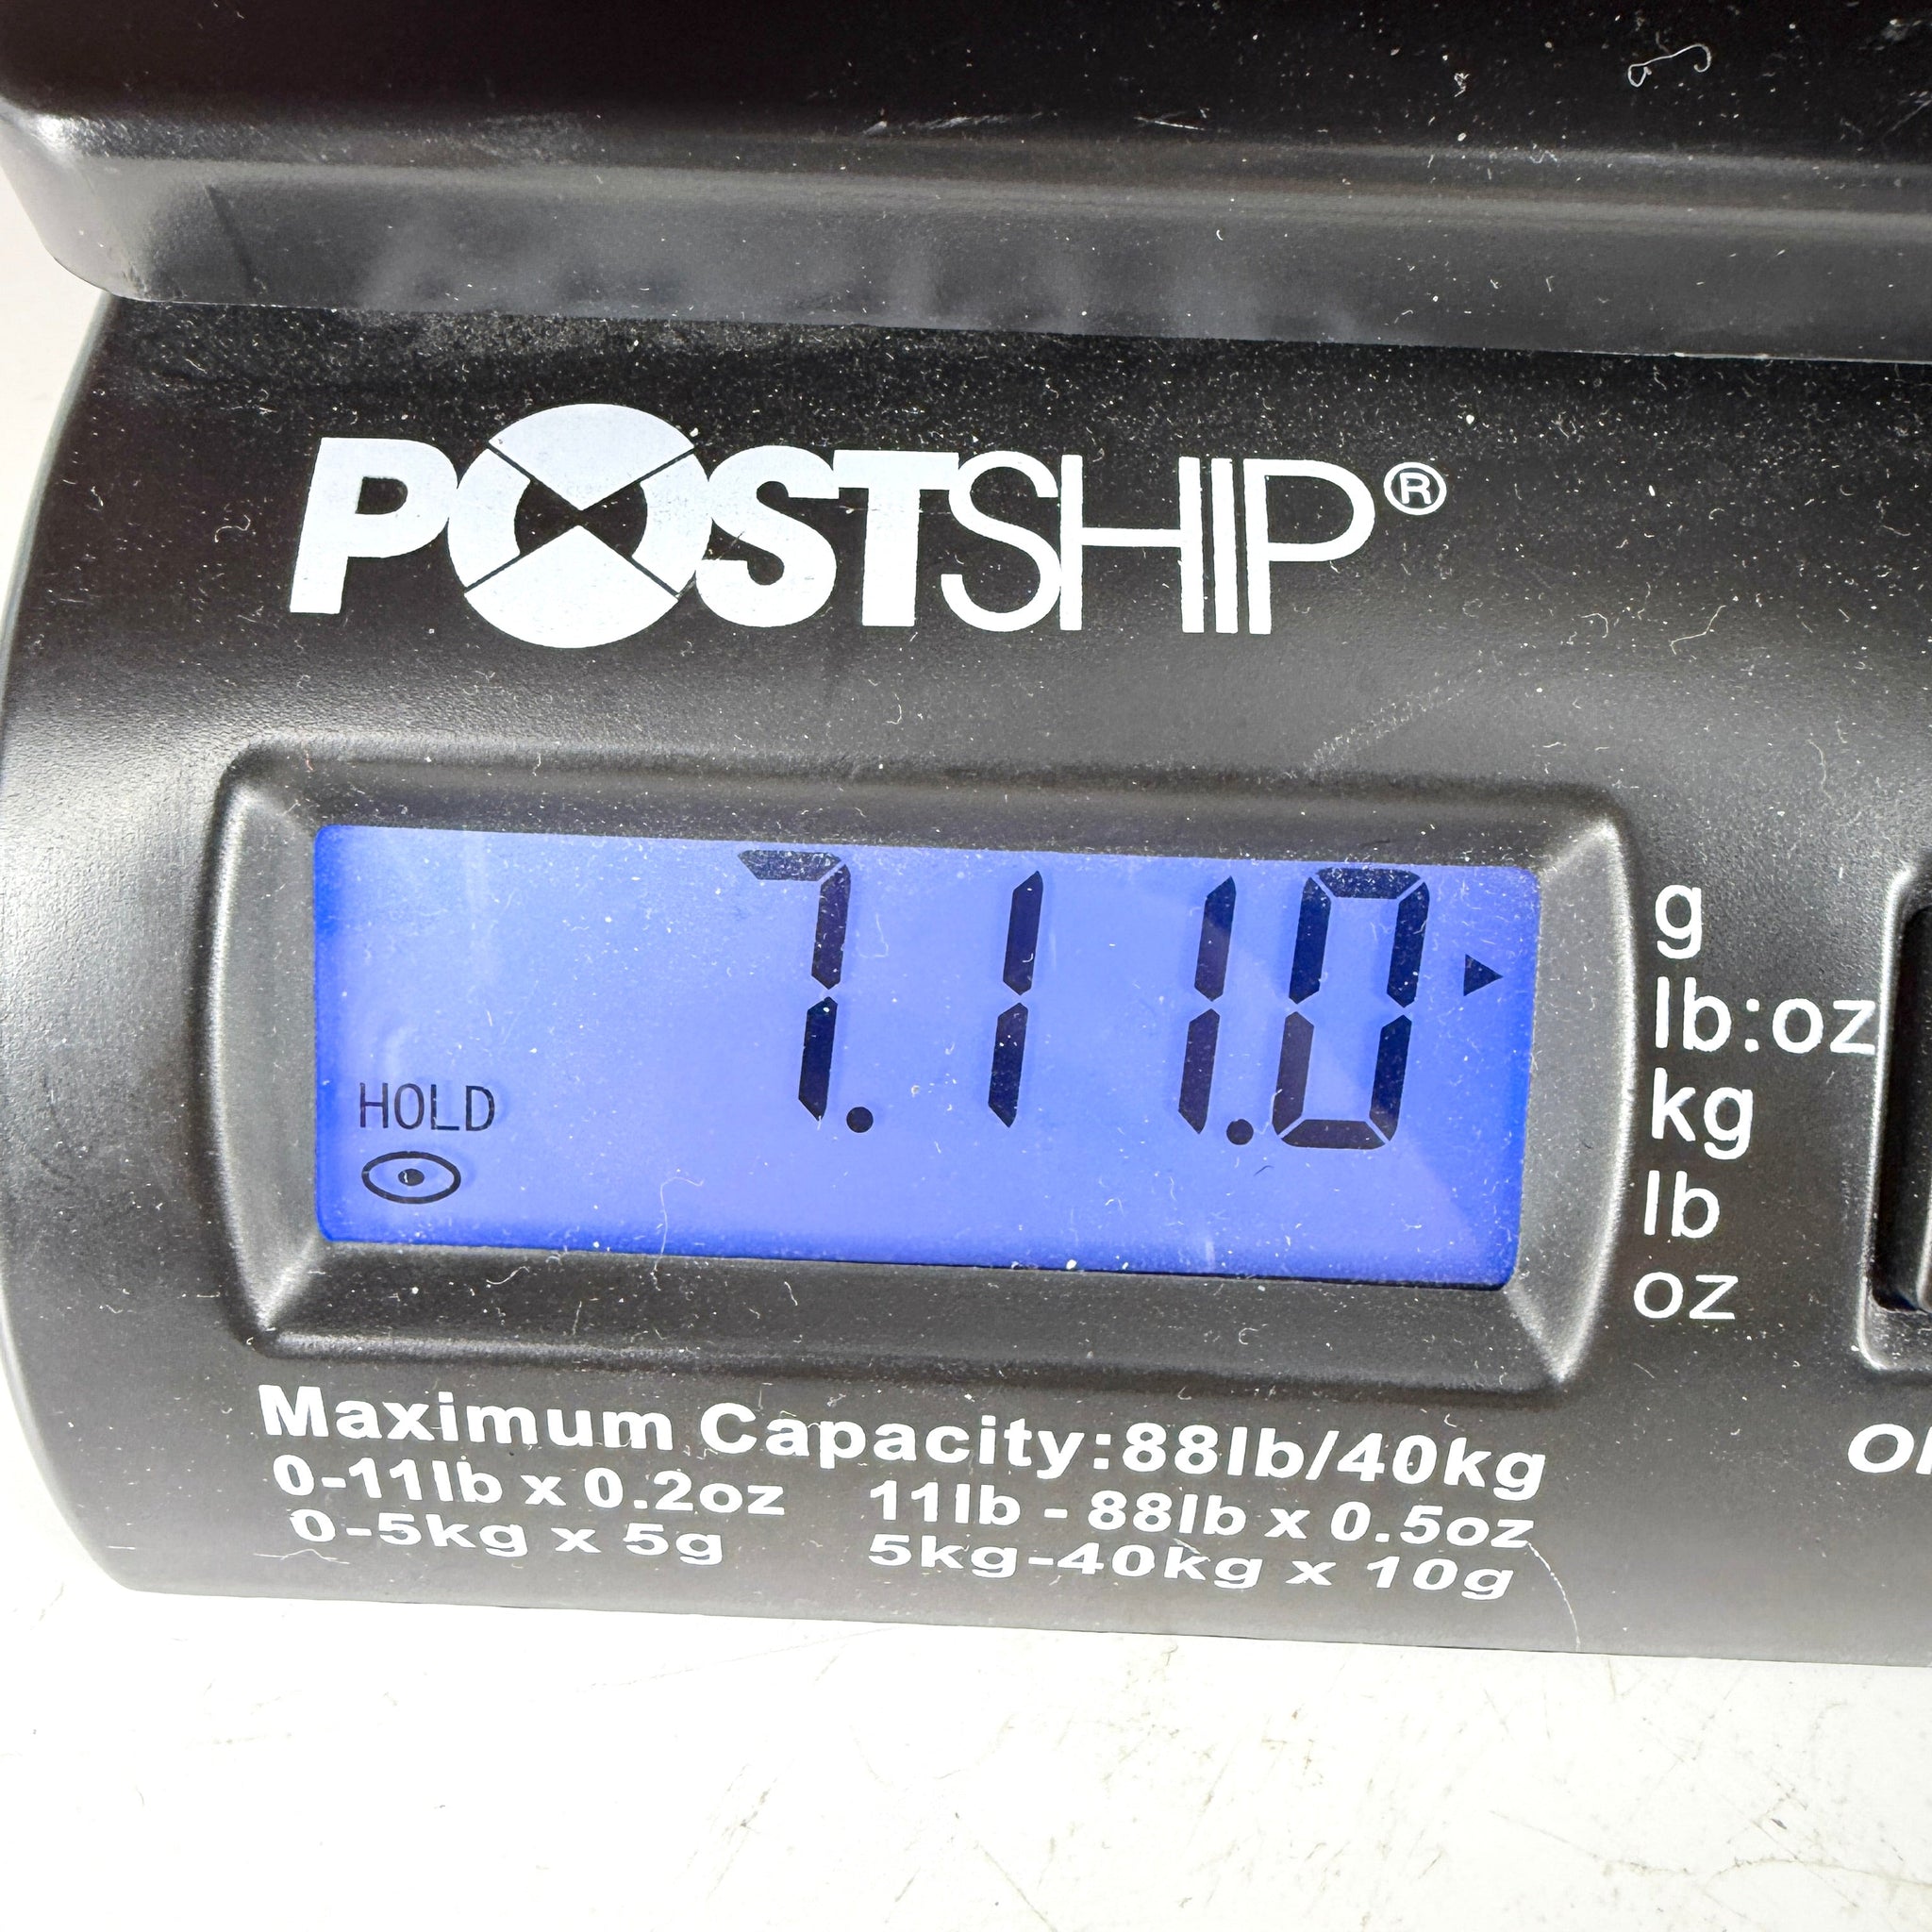 POSTSHIP®
7.11.0
HOLD
g
lb:oz
kg
lb
oz
Maximum Capacity:88lb/40kg
0-11lb x 0.2oz 11lb - 88lb x 0.5oz
0-5kg x 5g 5kg-40kg x 10g